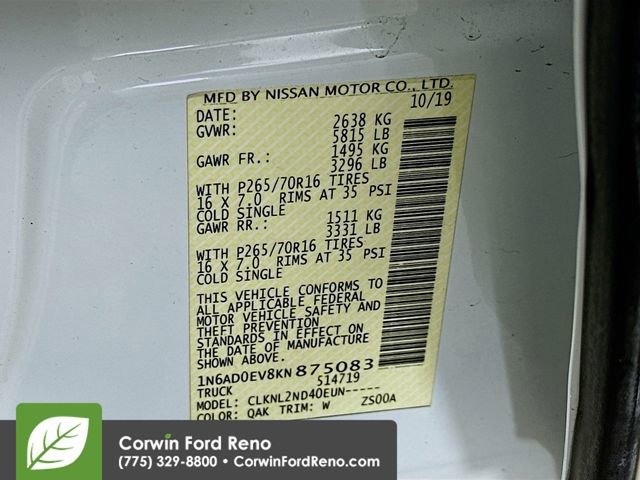 MFD BY NISSAN MOTOR CO., LTD.
DATE: 10/19
GVWR: 2638 KG
5815 LB
GAWR FR.: 1495 KG
3296 LB
WITH P265/70R16 TIRES
16 X 7.0 RIMS AT 35 PSI
COLD SINGLE
GAWR RR.: 1511 KG
3331 LB
WITH P265/70R16 TIRES
16 X 7.0 RIMS AT 35 PSI
COLD SINGLE
THIS VEHICLE CONFORMS TO
ALL APPLICABLE FEDERAL
MOTOR VEHICLE SAFETY AND
THEFT PREVENTION
STANDARDS IN EFFECT ON
THE DATE OF MANUFACTURE
1N6AD0EV8KN875083
TRUCK 514719
MODEL: CLKNL2ND40EUN-----
COLOR: QAK TRIM: W ZS00A
Corwin Ford Reno
(775) 329-8800 • CorwinFordReno.com